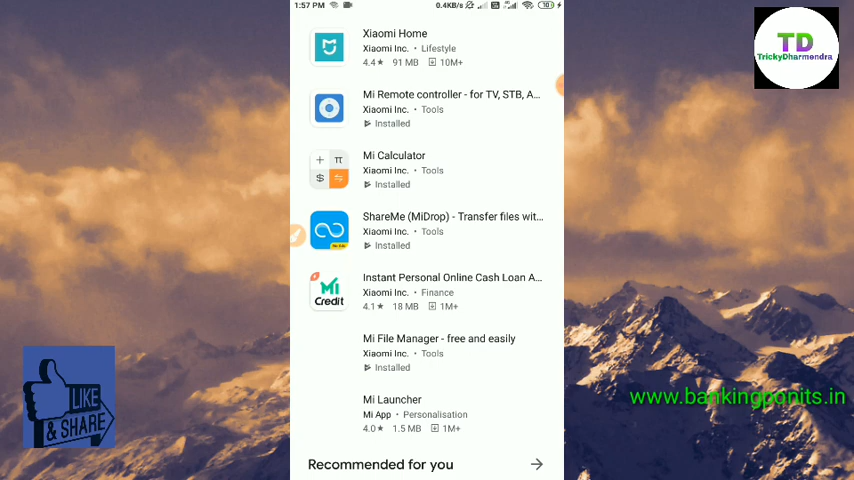 1:57 PM
0.4KB/s
10
Xiaomi Home
Xiaomi Inc. • Lifestyle
4.4★ 91 MB 10M+
Mi Remote controller - for TV, STB, A...
Xiaomi Inc. • Tools
Installed
+ π
$
Mi Calculator
Xiaomi Inc. • Tools
Installed
ShareMe (MiDrop) - Transfer files wit...
Xiaomi Inc. • Tools
Installed
Mi
Credit
Instant Personal Online Cash Loan A...
Xiaomi Inc. • Finance
4.1★ 18 MB 1M+
Mi File Manager - free and easily
Xiaomi Inc. • Tools
Installed
Mi Launcher
Mi App • Personalisation
4.0★ 1.5 MB 1M+
Recommended for you
TD
TrickyDharmendra
LIKE
& SHARE
www.bankingponits.in